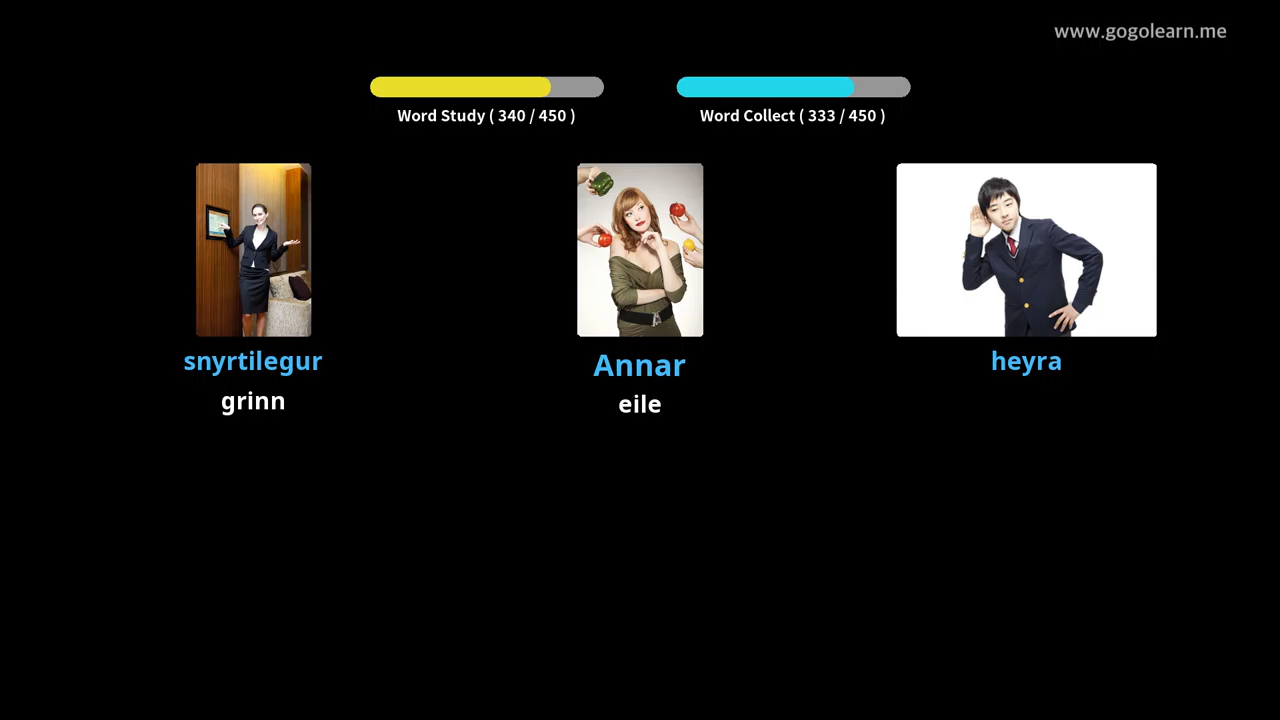 www.gogolearn.me
Word Study ( 340 / 450 )
Word Collect ( 333 / 450 )
snyrtilegur
grinn
Annar
eile
heyra